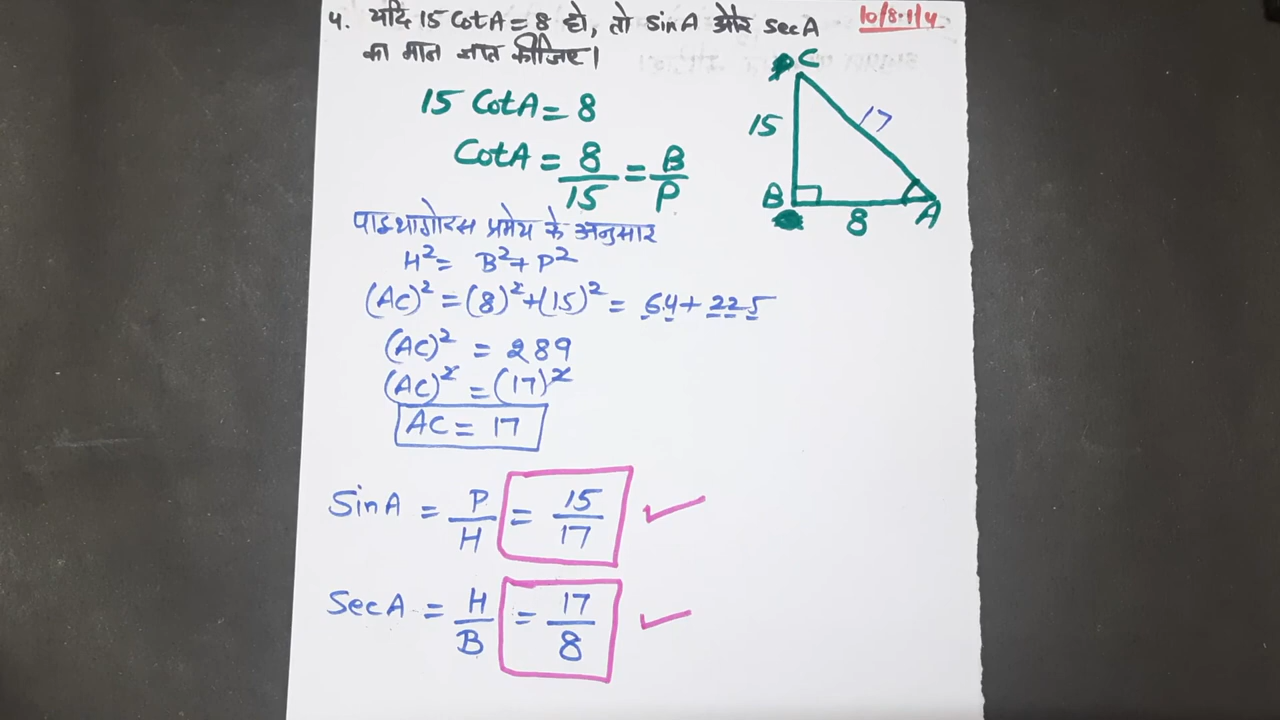 4. यदि 15 CotA = 8 हो, तो sinA और secA
का मान ज्ञात कीजिए।
10/8.1/4
15 CotA = 8
CotA = 8/15 = B/P
C
15
17
B
8
A
पाइथागोरस प्रमेय के अनुसार
H² = B² + P²
(AC)² = (8)² + (15)² = 64 + 225
(AC)² = 289
(AC)² = (17)²
AC = 17
SinA = P/H = 15/17
SecA = H/B = 17/8